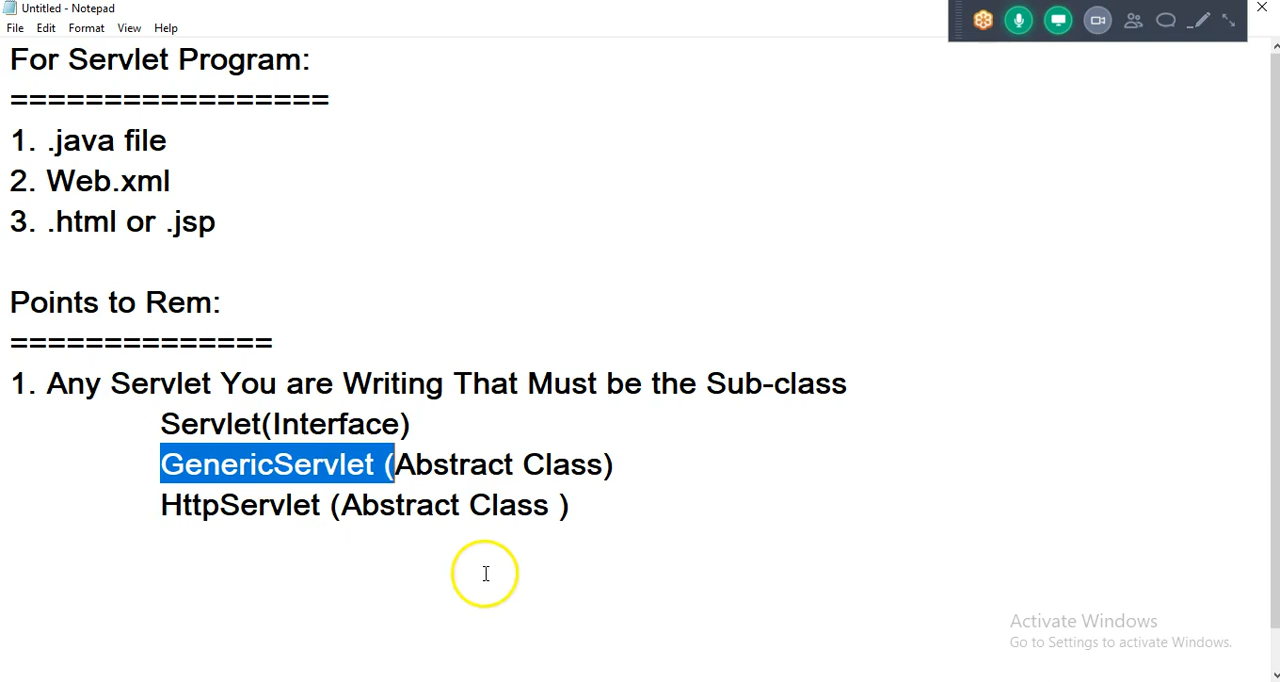 Untitled - Notepad
File Edit Format View Help
For Servlet Program:
=================
1. .java file
2. Web.xml
3. .html or .jsp
Points to Rem:
==============
1. Any Servlet You are Writing That Must be the Sub-class
Servlet(Interface)
GenericServlet (Abstract Class)
HttpServlet (Abstract Class )
Activate Windows
Go to Settings to activate Windows.